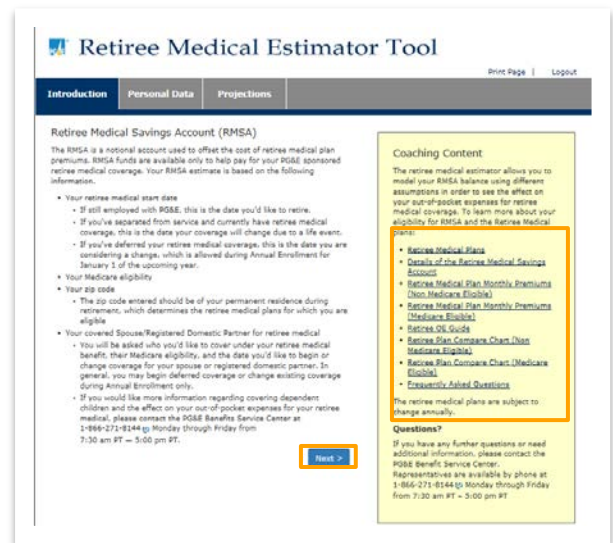 Retiree Medical Estimator Tool
Print Page | Logout
Introduction Personal Data Projections
Retiree Medical Savings Account (RMSA)
The RMSA is a notional account used to offset the cost of retiree medical plan
premiums. RMSA funds are available only to help pay for your PG&E sponsored
retiree medical coverage. Your RMSA estimate is based on the following
information.
• Your retiree medical start date
• If still employed with PG&E, this is the date you'd like to retire.
• If you've separated from service and currently have retiree medical
coverage, this is the date your coverage will change due to a life event.
• If you've deferred your retiree medical coverage, this is the date you are
considering a change, which is allowed during Annual Enrollment for
January 1 of the upcoming year.
• Your Medicare eligibility
• Your zip code
• The zip code entered should be of your permanent residence during
retirement, which determines the retiree medical plans for which you are
eligible
• Your covered Spouse/Registered Domestic Partner for retiree medical
• You will be asked who you'd like to cover under your retiree medical
benefit, their Medicare eligibility, and the date you'd like to begin or
change coverage for your spouse or registered domestic partner. In
general, you may begin deferred coverage or change existing coverage
during Annual Enrollment only.
• If you would like more information regarding covering dependent
children and the effect on your out-of-pocket expenses for your retiree
medical, please contact the PG&E Benefits Service Center at
1-866-271-8144 Monday through Friday from
7:30 am PT – 5:00 pm PT.
Next >
Coaching Content
The retiree medical estimator allows you to
model your RMSA balance using different
assumptions in order to see the effect on
your out-of-pocket expenses for retiree
medical coverage. To learn more about your
eligibility for RMSA and the Retiree Medical
plans:
• Retiree Medical Plans
• Details of the Retiree Medical Savings
Account
• Retiree Medical Plan Monthly Premiums
(Non Medicare Eligible)
• Retiree Medical Plan Monthly Premiums
(Medicare Eligible)
• Retiree OE Guide
• Retiree Plan Compare Chart (Non
Medicare Eligible)
• Retiree Plan Compare Chart (Medicare
Eligible)
• Frequently Asked Questions
The retiree medical plans are subject to
change annually.
Questions?
If you have any further questions or need
additional information, please contact the
PG&E Benefit Service Center.
Representatives are available by phone at
1-866-271-8144 Monday through Friday
from 7:30 am PT – 5:00 pm PT